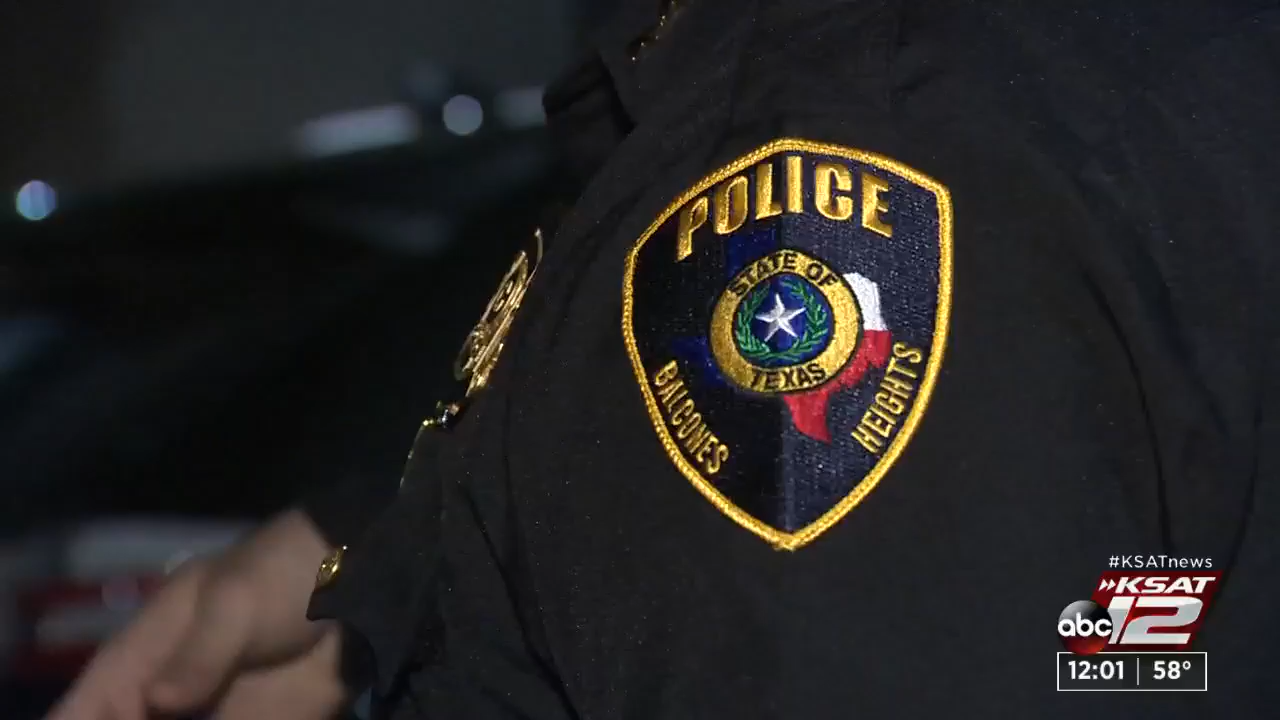 POLICE
STATE OF
TEXAS
BALCONES
HEIGHTS
#KSATnews
KSAT
abc 12
12:01 58°